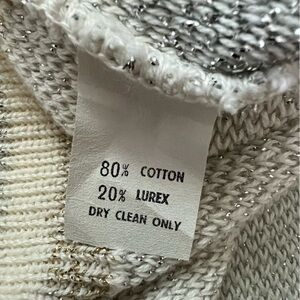 80% COTTON
20% LUREX
DRY CLEAN ONLY